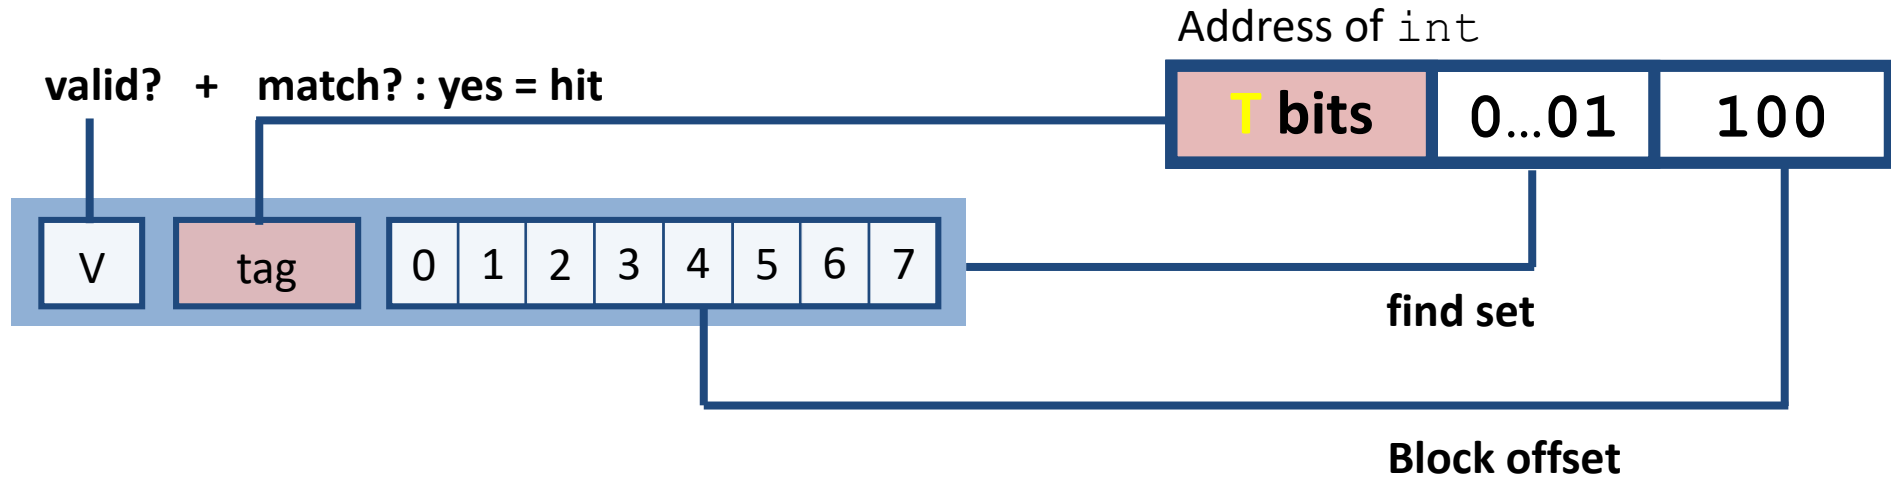 Address of int
valid? + match? : yes = hit
T bits 0...01 100
V tag 0 1 2 3 4 5 6 7
find set
Block offset